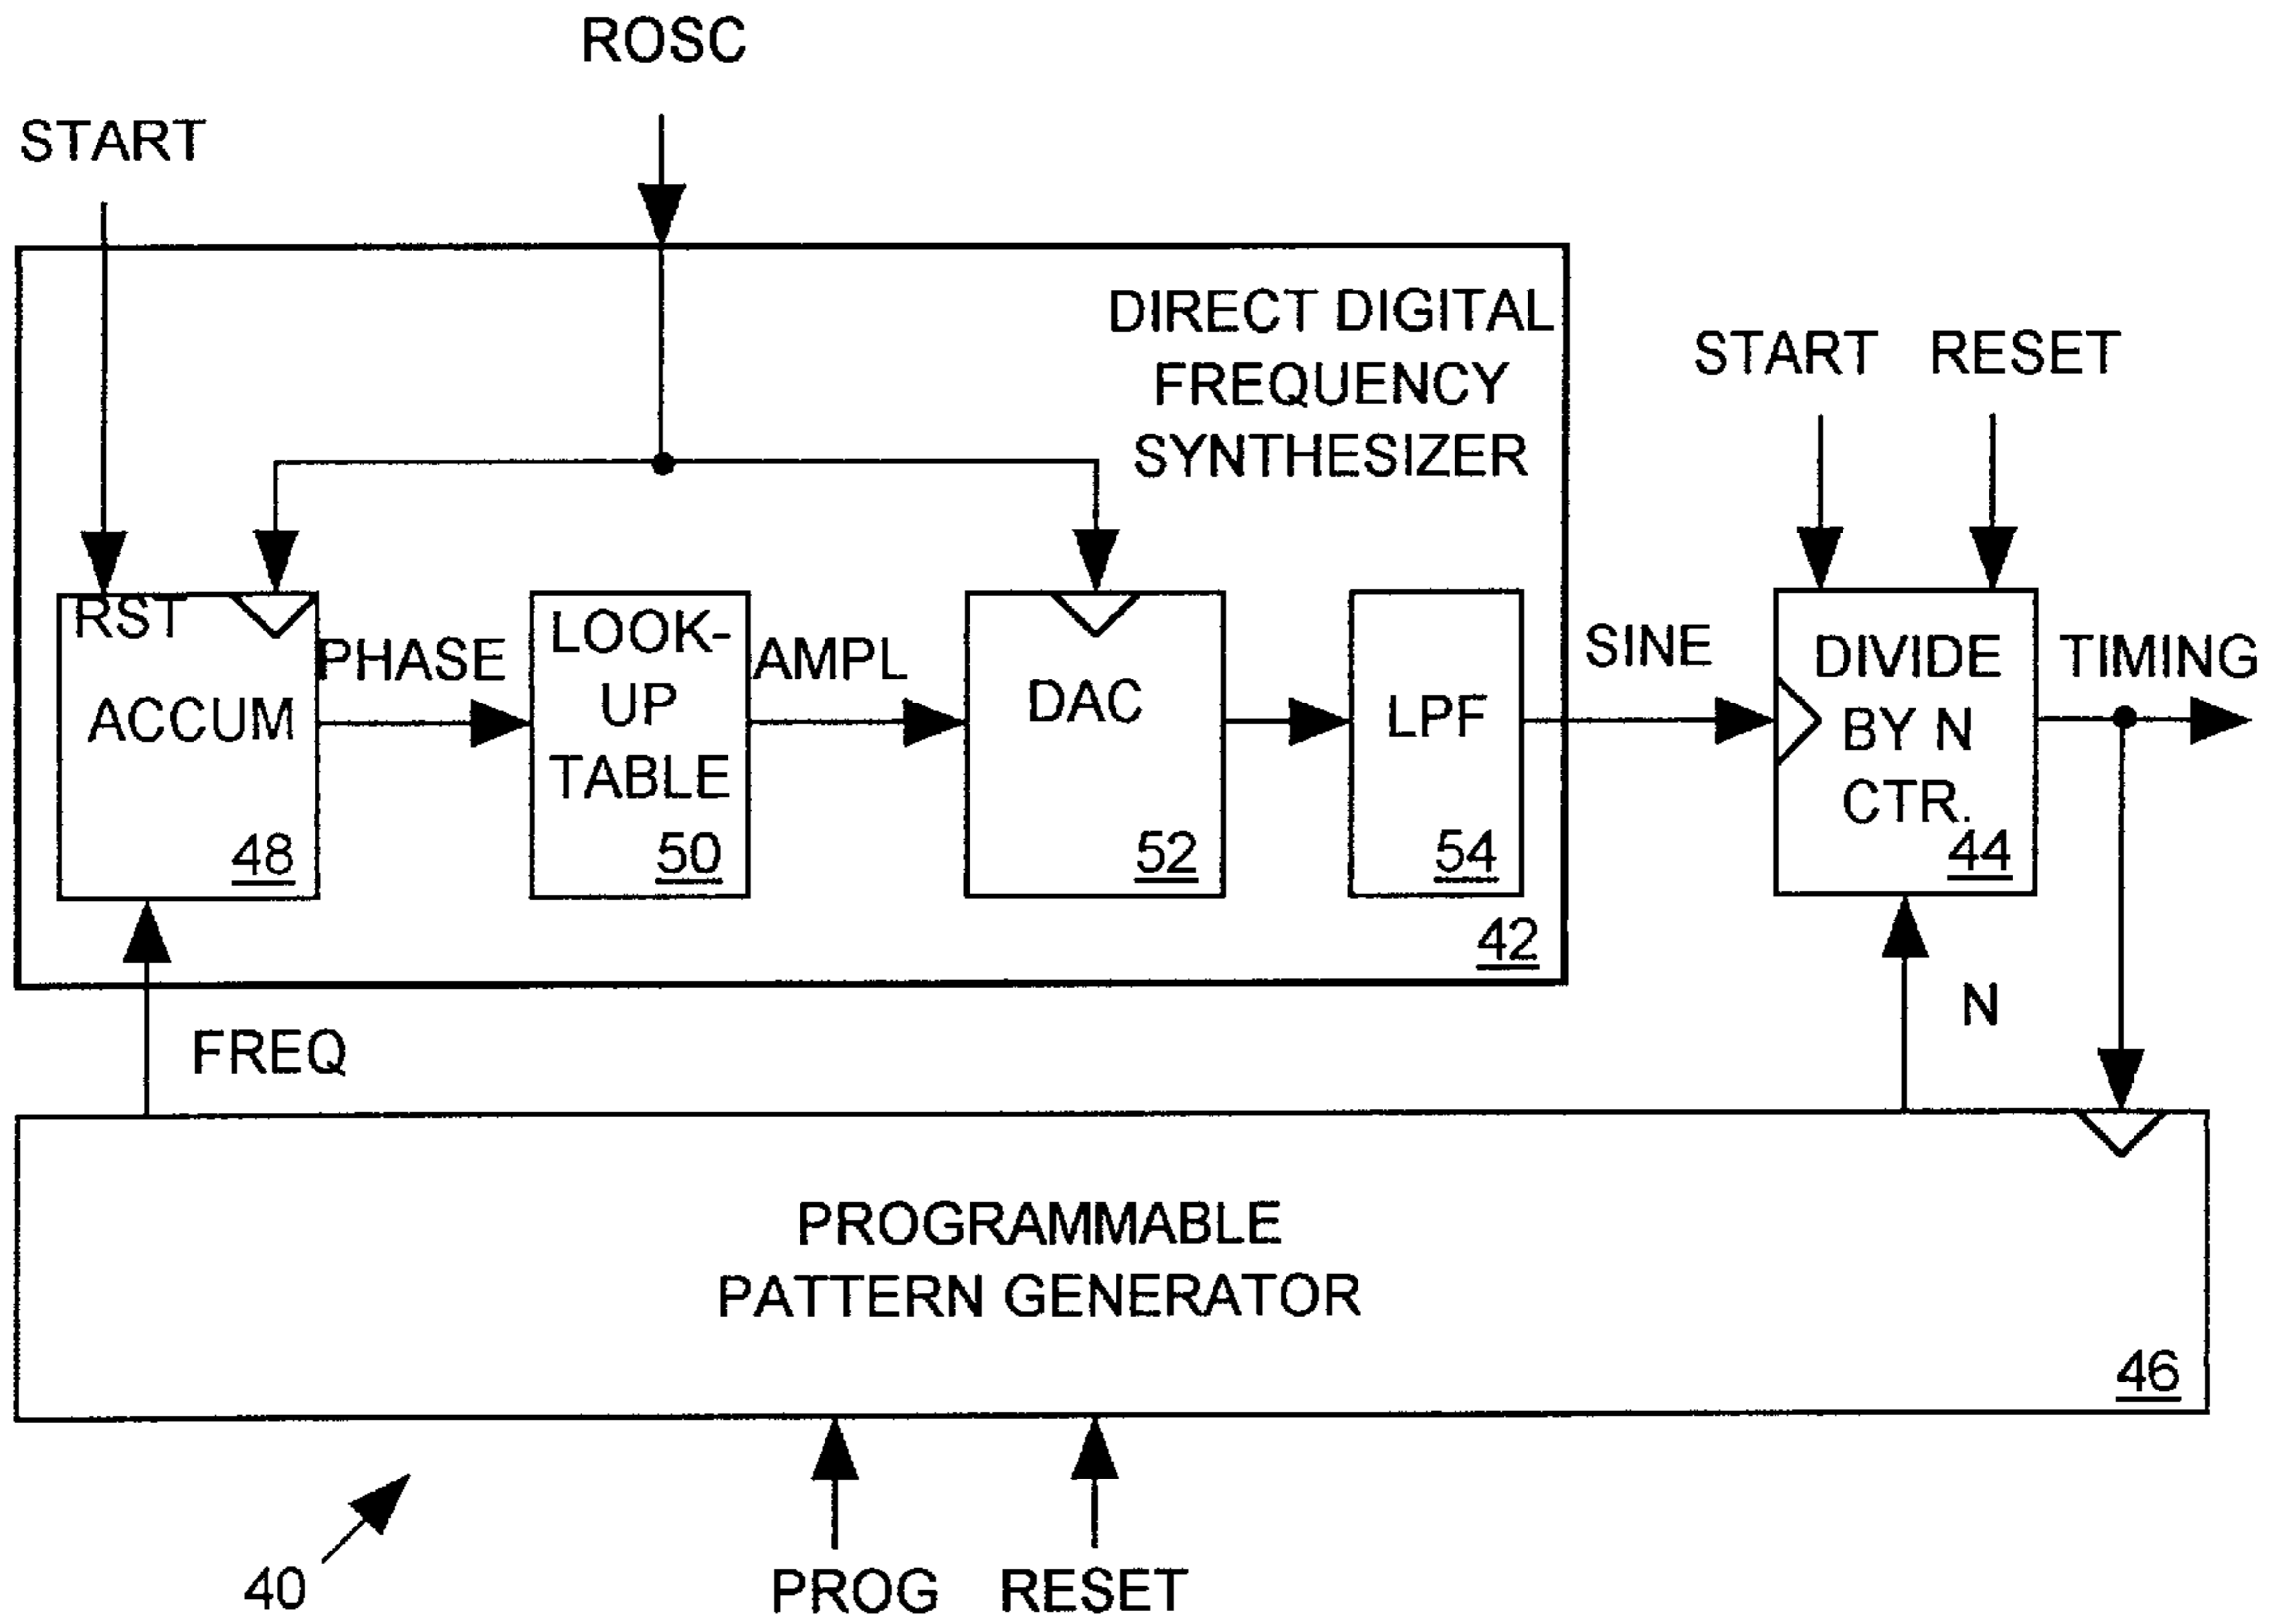 ROSC
START
DIRECT DIGITAL
FREQUENCY
SYNTHESIZER
START
RESET
RST
ACCUM
48
PHASE
LOOK-
UP
TABLE
50
AMPL
DAC
52
LPF
54
42
SINE
DIVIDE
BY N
CTR.
44
TIMING
FREQ
N
PROGRAMMABLE
PATTERN GENERATOR
46
40
PROG
RESET